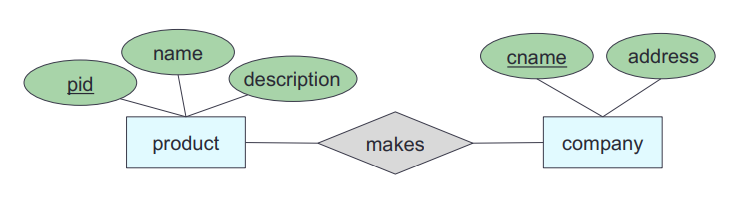 name
pid
description
cname
address
product
makes
company